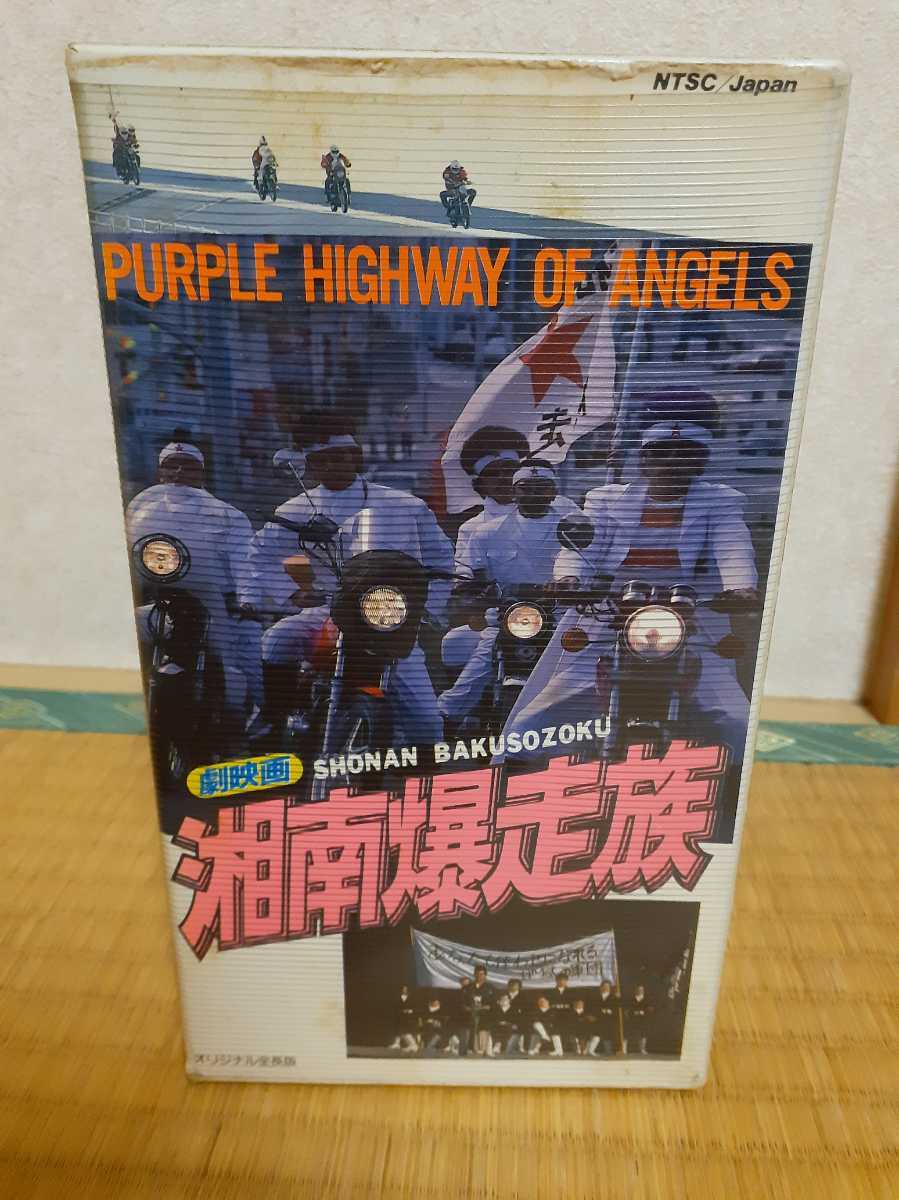 NTSC/Japan
PURPLE HIGHWAY OF ANGELS
劇映画
SHONAN BAKUSOZOKU
湘南爆走族
オリジナル全長版